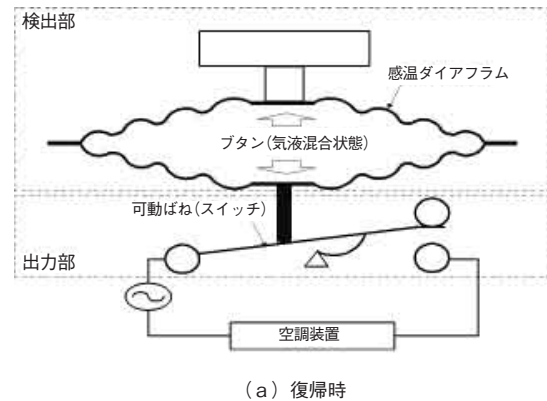 検出部
感温ダイアフラム
ブタン(気液混合状態)
可動ばね(スイッチ)
出力部
空調装置
(a)復帰時